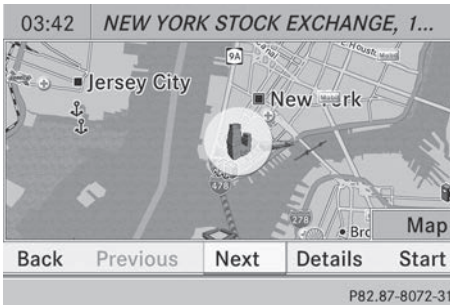 03:42 NEW YORK STOCK EXCHANGE, 1...
9A
Jersey City
New
478
278
Map
Back Previous Next Details Start
P82.87-8072-31